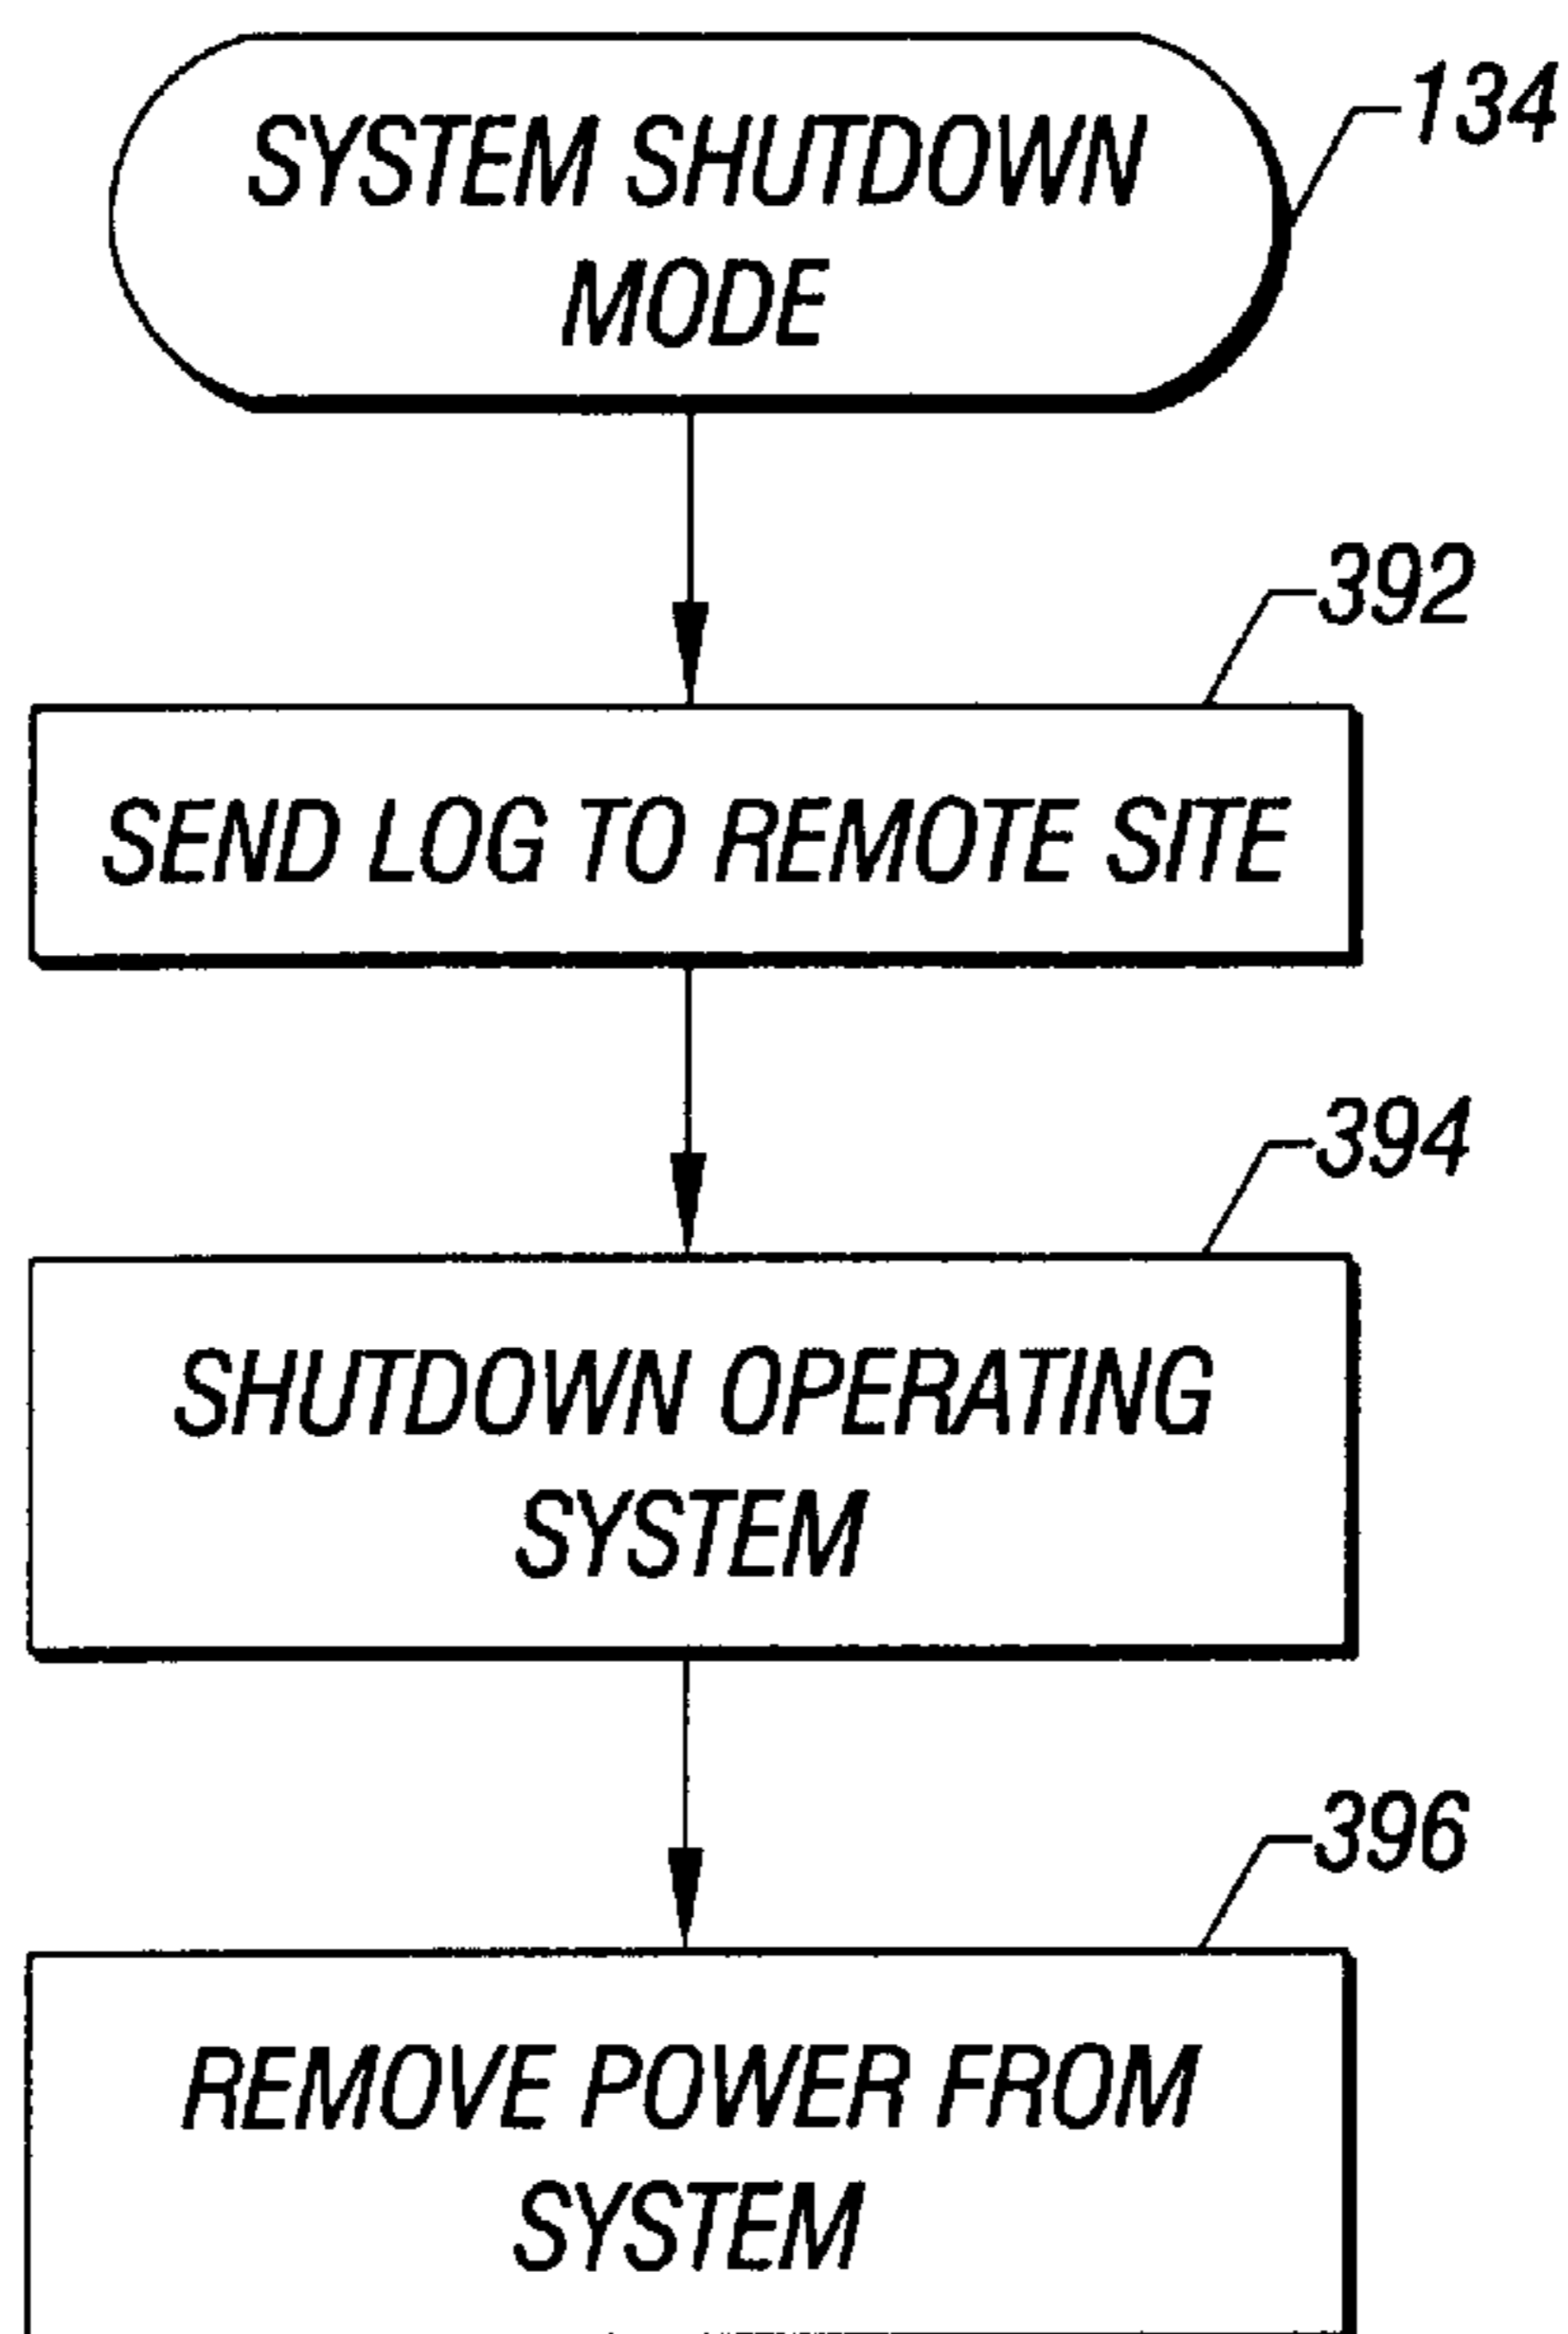 SYSTEM SHUTDOWN
MODE
134
392
SEND LOG TO REMOTE SITE
394
SHUTDOWN OPERATING
SYSTEM
396
REMOVE POWER FROM
SYSTEM